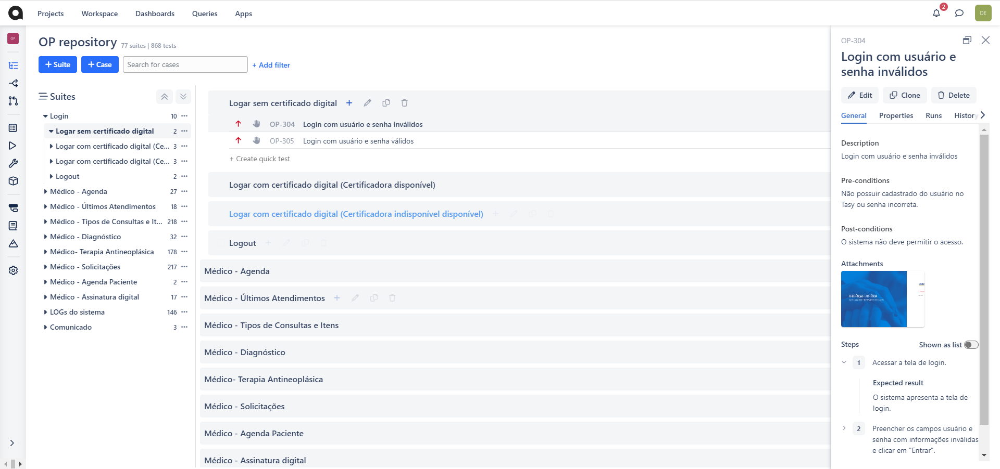 Projects
Workspace
Dashboards
Queries
Apps
2
DE
OP
OP repository 77 suites | 868 tests
+ Suite
+ Case
Search for cases
+ Add filter
Suites
Login 10
Logar sem certificado digital 2
Logar com certificado digital (Ce... 3
Logar com certificado digital (Ce... 3
Logout 2
Médico - Agenda 27
Médico - Últimos Atendimentos 18
Médico - Tipos de Consultas e It... 218
Médico - Diagnóstico 32
Médico- Terapia Antineoplásica 178
Médico - Solicitações 217
Médico - Agenda Paciente 2
Médico - Assinatura digital 17
LOGs do sistema 146
Comunicado 3
Logar sem certificado digital
OP-304 Login com usuário e senha inválidos
OP-305 Login com usuário e senha válidos
+ Create quick test
Logar com certificado digital (Certificadora disponível)
Logar com certificado digital (Certificadora indisponível disponível)
Logout
Médico - Agenda
Médico - Últimos Atendimentos
Médico - Tipos de Consultas e Itens
Médico - Diagnóstico
Médico- Terapia Antineoplásica
Médico - Solicitações
Médico - Agenda Paciente
Médico - Assinatura digital
OP-304
Login com usuário e
senha inválidos
Edit
Clone
Delete
General
Properties
Runs
History
Description
Login com usuário e senha inválidos
Pre-conditions
Não possuir cadastrado do usuário no
Tasy ou senha incorreta.
Post-conditions
O sistema não deve permitir o acesso.
Attachments
Steps
Shown as list
1 Acessar a tela de login.
Expected result
O sistema apresenta a tela de
login.
2 Preencher os campos usuário e
senha com informações inválidas
e clicar em "Entrar".